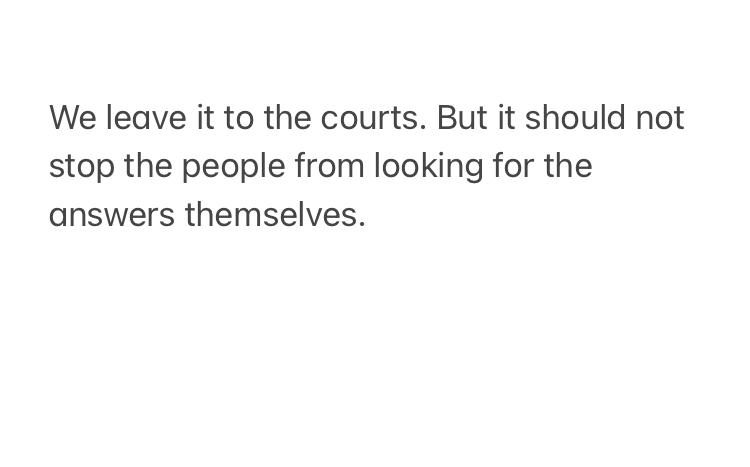 We leave it to the courts. But it should not
stop the people from looking for the
answers themselves.